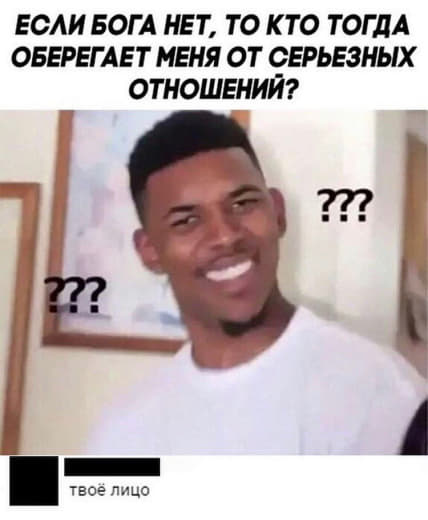 ЕСЛИ БОГА НЕТ, ТО КТО ТОГДА
ОБЕРЕГАЕТ МЕНЯ ОТ СЕРЬЕЗНЫХ
ОТНОШЕНИЙ?
???
???
твоё лицо